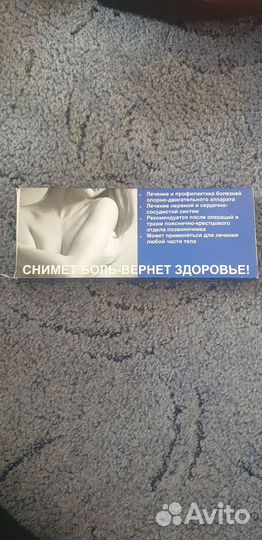 • Лечение и профилактика болезней
опорно-двигательного аппарата
• Лечение нервной и сердечно-
сосудистой систем
• Рекомендуется после операций и
травм пояснично-крестцового
отдела позвоночника
• Может применяться для лечения
любой части тела
СНИМЕТ БОЛЬ-ВЕРНЕТ ЗДОРОВЬЕ!
Avito